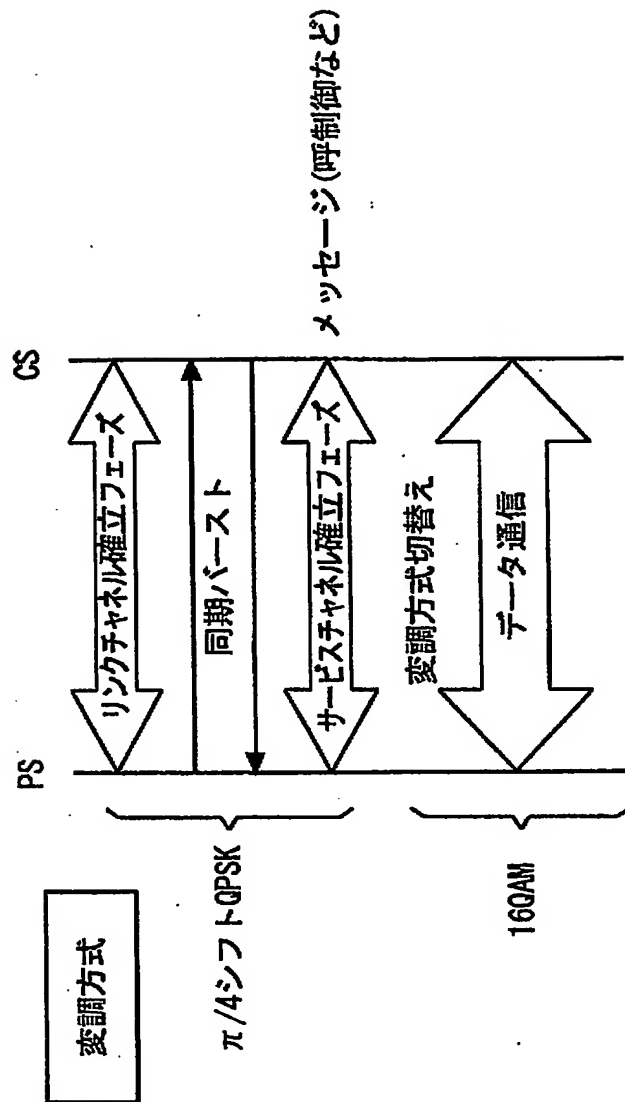 変調方式
PS
CS
リンクチャネル確立フェーズ
同期バースト
π/4シフトQPSK
サービスチャネル確立フェーズ
メッセージ(呼制御など)
変調方式切替え
16QAM
データ通信